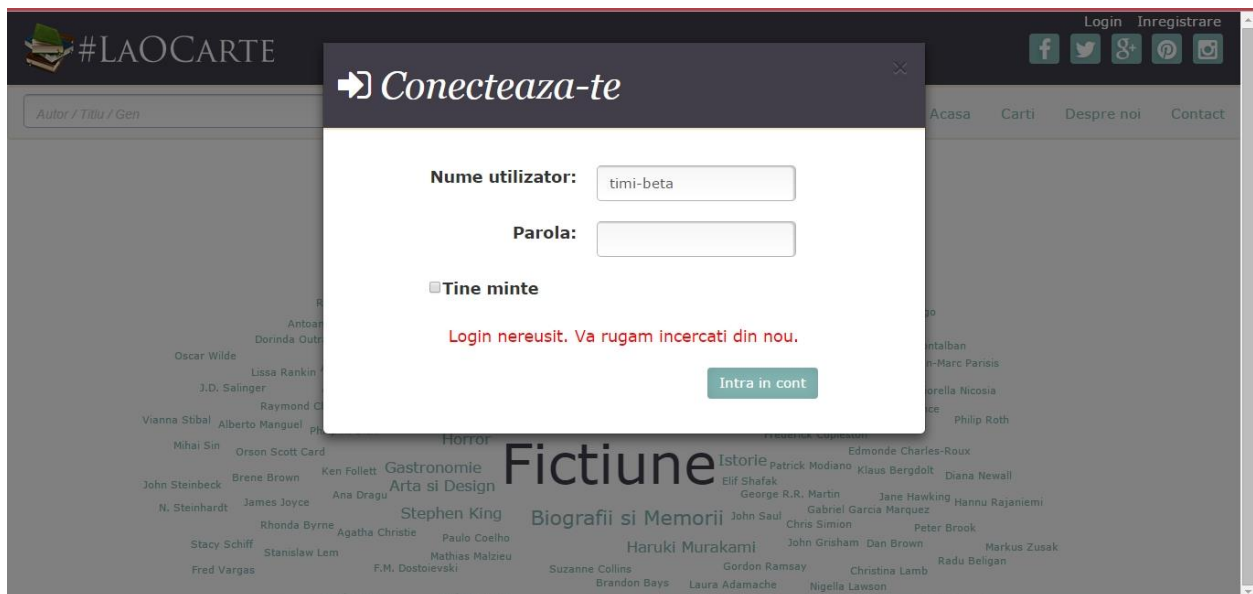 Login Inregistrare
#LAOCARTE
Conecteaza-te
×
Autor / Titlu / Gen
Acasa Carti Despre noi Contact
Nume utilizator:
timi-beta
Parola:
Tine minte
Login nereusit. Va rugam incercati din nou.
Intra in cont
Oscar Wilde
Lissa Rankin
J.D. Salinger
Vianna Stibal Alberto Manguel
Philip Roth
Mihai Sin Orson Scott Card
Horror
Edmonde Charles-Roux
Ken Follett Gastronomie Fictiune Istorie Patrick Modiano Klaus Bergdolt Diana Newall
John Steinbeck Brene Brown
Ana Dragu Arta si Design
Elif Shafak
George R.R. Martin Jane Hawking Hannu Rajaniemi
N. Steinhardt James Joyce
Stephen King Biografii si Memorii John Saul Gabriel Garcia Marquez
Rhonda Byrne Agatha Christie Paulo Coelho
Chris Simion Peter Brook
Stacy Schiff Stanislaw Lem
Mathias Malzieu Haruki Murakami John Grisham Dan Brown Markus Zusak
Fred Vargas F.M. Dostoievski Suzanne Collins Gordon Ramsay Christina Lamb Radu Beligan
Brandon Bays Laura Adamache Nigella Lawson